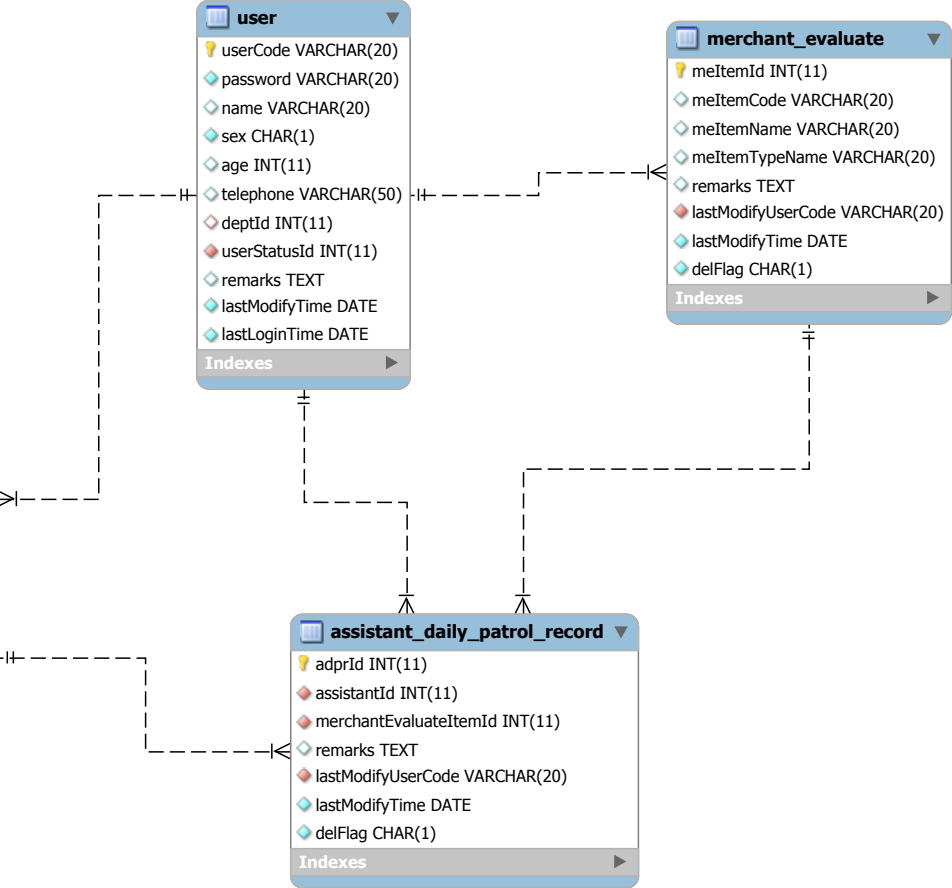 user
userCode VARCHAR(20)
password VARCHAR(20)
name VARCHAR(20)
sex CHAR(1)
age INT(11)
telephone VARCHAR(50)
deptId INT(11)
userStatusId INT(11)
remarks TEXT
lastModifyTime DATE
lastLoginTime DATE
Indexes
merchant_evaluate
meItemId INT(11)
meItemCode VARCHAR(20)
meItemName VARCHAR(20)
meItemTypeName VARCHAR(20)
remarks TEXT
lastModifyUserCode VARCHAR(20)
lastModifyTime DATE
delFlag CHAR(1)
Indexes
assistant_daily_patrol_record
adprId INT(11)
assistantId INT(11)
merchantEvaluateItemId INT(11)
remarks TEXT
lastModifyUserCode VARCHAR(20)
lastModifyTime DATE
delFlag CHAR(1)
Indexes